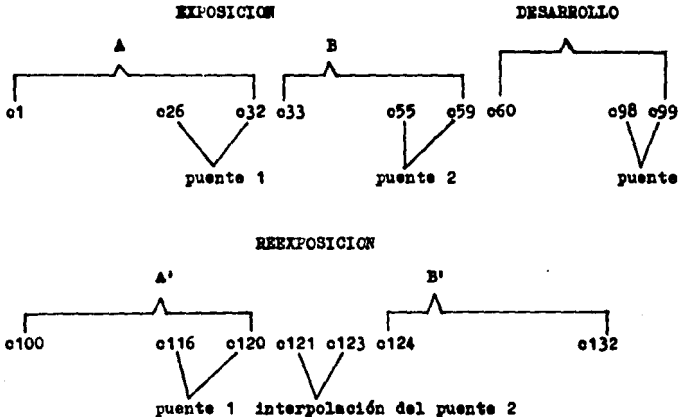 EXPOSICION DESARROLLO
A B
c1 c26 c32 c33 c55 c59 c60 c98 c99
puente 1 puente 2 puente
REEXPOSICION
A' B'
c100 c116 c120 c121 c123 c124 c132
puente 1 interpolación del puente 2